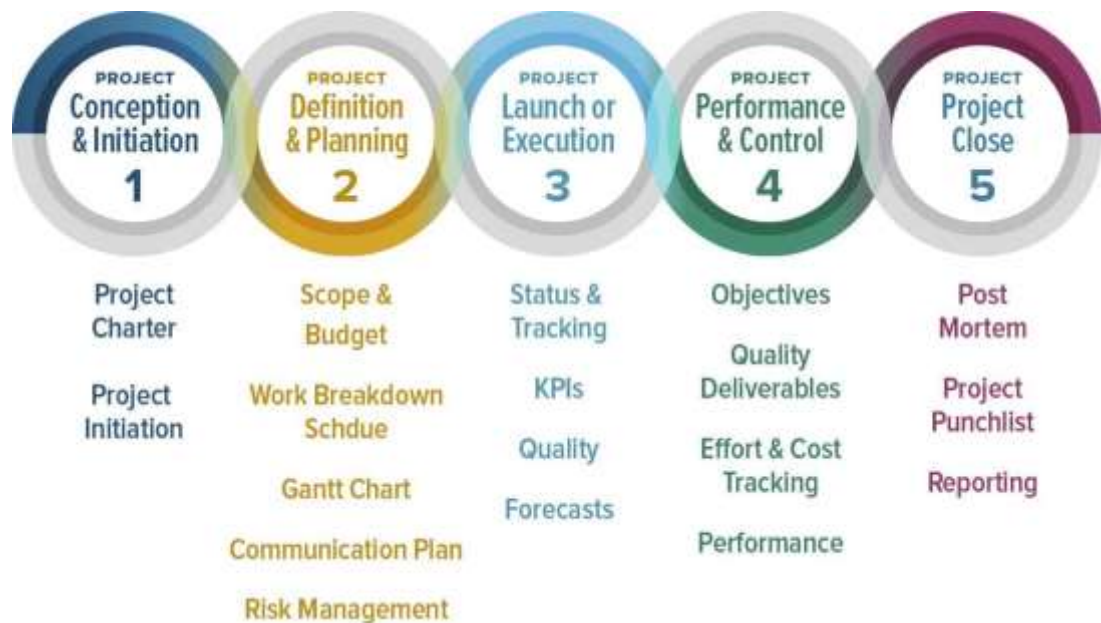 PROJECT
Conception
& Initiation
1
PROJECT
Definition
& Planning
2
PROJECT
Launch or
Execution
3
PROJECT
Performance
& Control
4
PROJECT
Project
Close
5
Project
Charter
Project
Initiation
Scope &
Budget
Work Breakdown
Schdue
Gantt Chart
Communication Plan
Risk Management
Status &
Tracking
KPIs
Quality
Forecasts
Objectives
Quality
Deliverables
Effort & Cost
Tracking
Performance
Post
Mortem
Project
Punchlist
Reporting